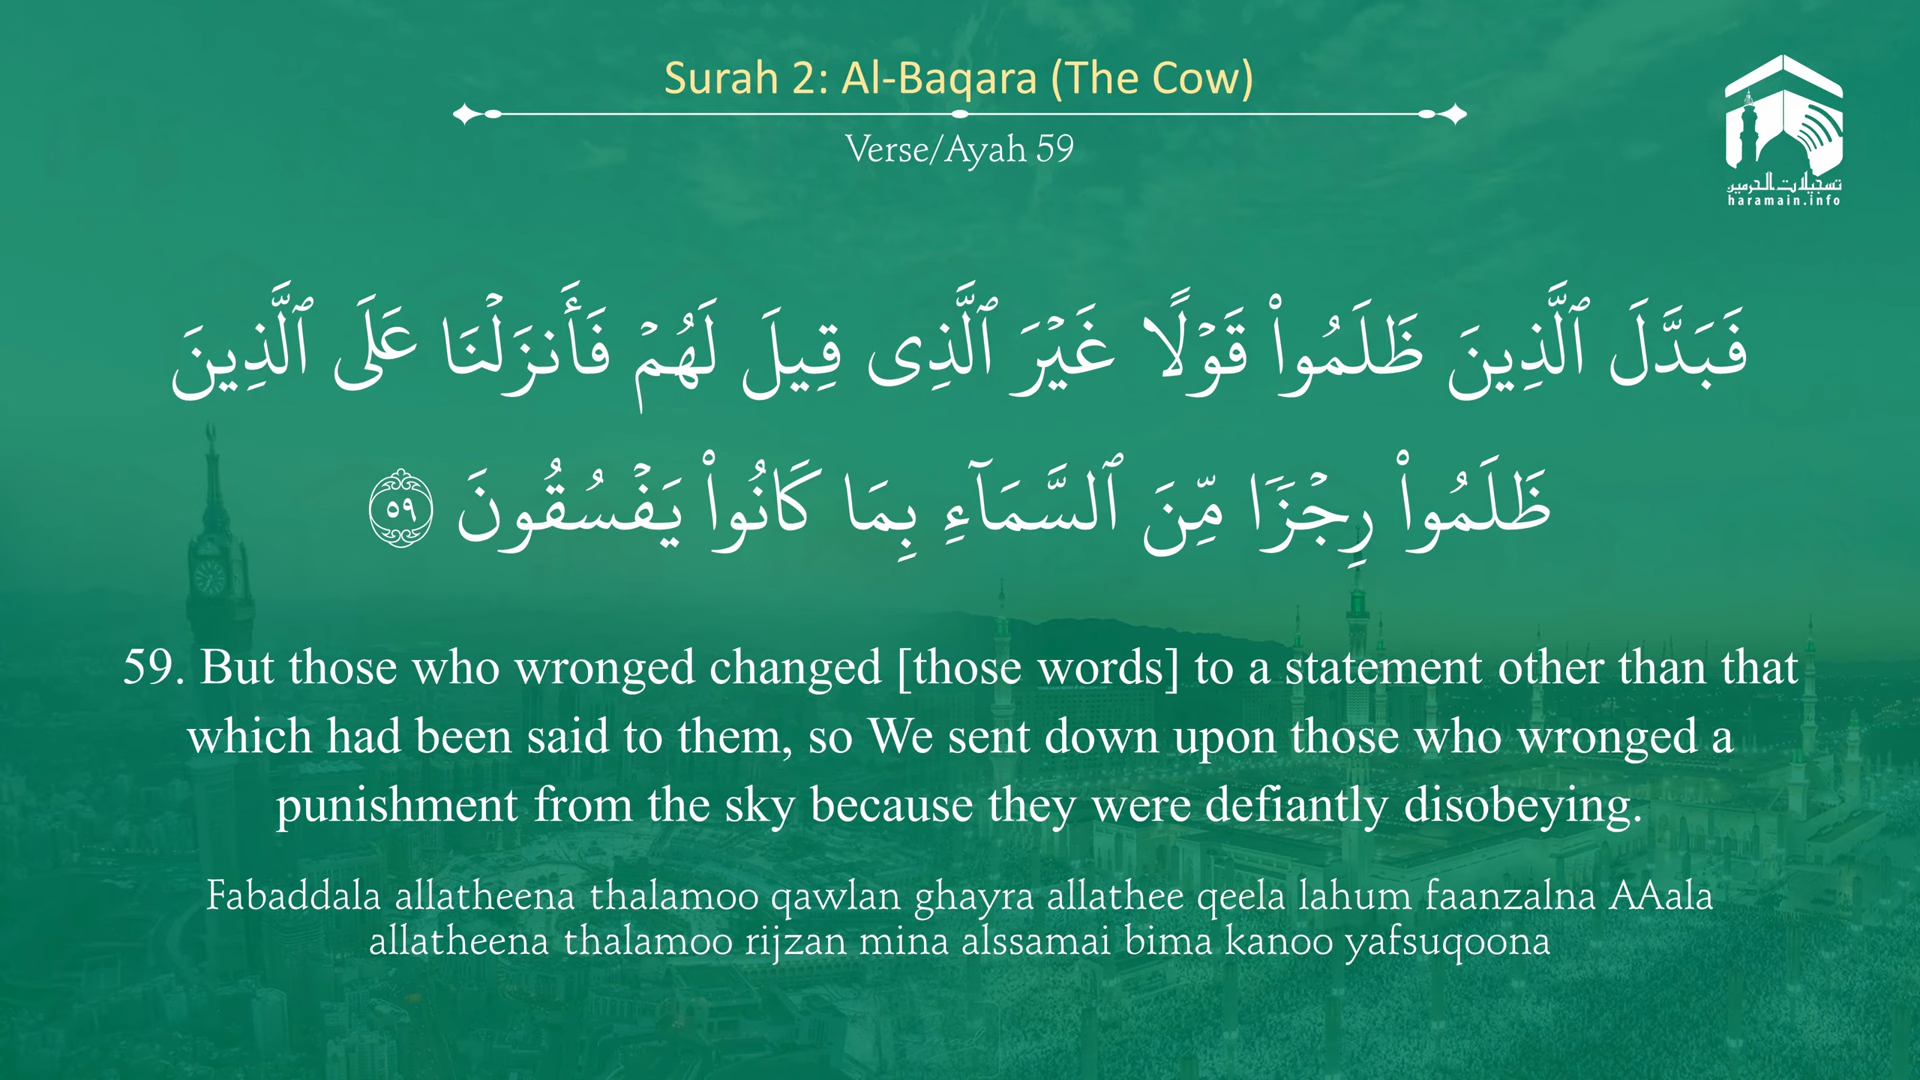 Surah 2: Al-Baqara (The Cow)
Verse/Ayah 59
تسجيلات الحرمين
haramain.info
فَبَدَّلَ ٱلَّذِينَ ظَلَمُوا۟ قَوْلًا غَيْرَ ٱلَّذِى قِيلَ لَهُمْ فَأَنزَلْنَا عَلَى ٱلَّذِينَ
ظَلَمُوا۟ رِجْزًا مِّنَ ٱلسَّمَآءِ بِمَا كَانُوا۟ يَفْسُقُونَ ٥٩
59. But those who wronged changed [those words] to a statement other than that
which had been said to them, so We sent down upon those who wronged a
punishment from the sky because they were defiantly disobeying.
Fabaddala allatheena thalamoo qawlan ghayra allathee qeela lahum faanzalna AAala
allatheena thalamoo rijzan mina alssamai bima kanoo yafsuqoona